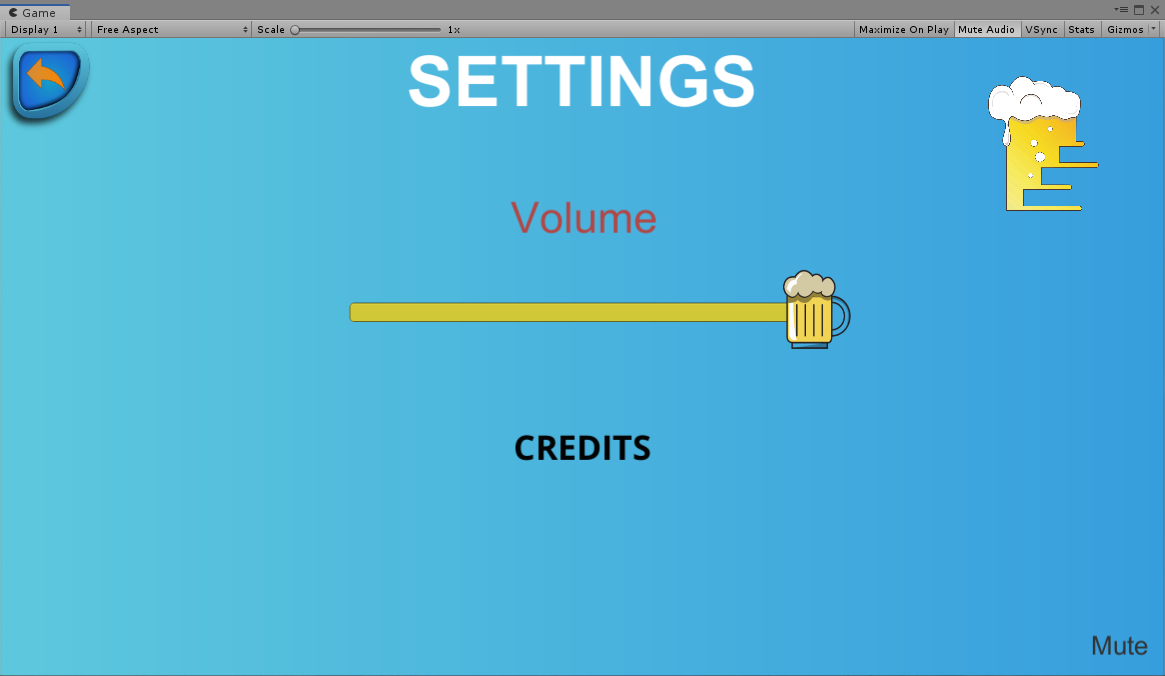 Game
Display 1 Free Aspect Scale 1x Maximize On Play Mute Audio VSync Stats Gizmos
SETTINGS
Volume
CREDITS
Mute